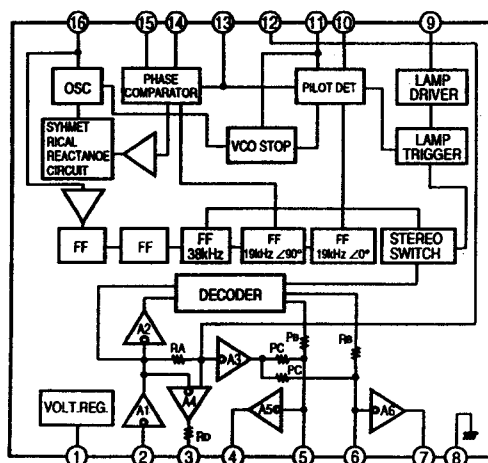 16 15 14 13 12 11 10 9
OSC
PHASE
COMPARATOR
PILOT DET
LAMP
DRIVER
SYHMET
RICAL
REACTANCE
CIRCUIT
VCO STOP
LAMP
TRIGGER
FF
FF
FF
38kHz
FF
19kHz ∠90°
FF
19kHz ∠0°
STEREO
SWITCH
DECODER
A2
RA
A3
PC
PC
RB
RB
VOLT.REG.
A1
A4
RD
A5
A6
1 2 3 4 5 6 7 8